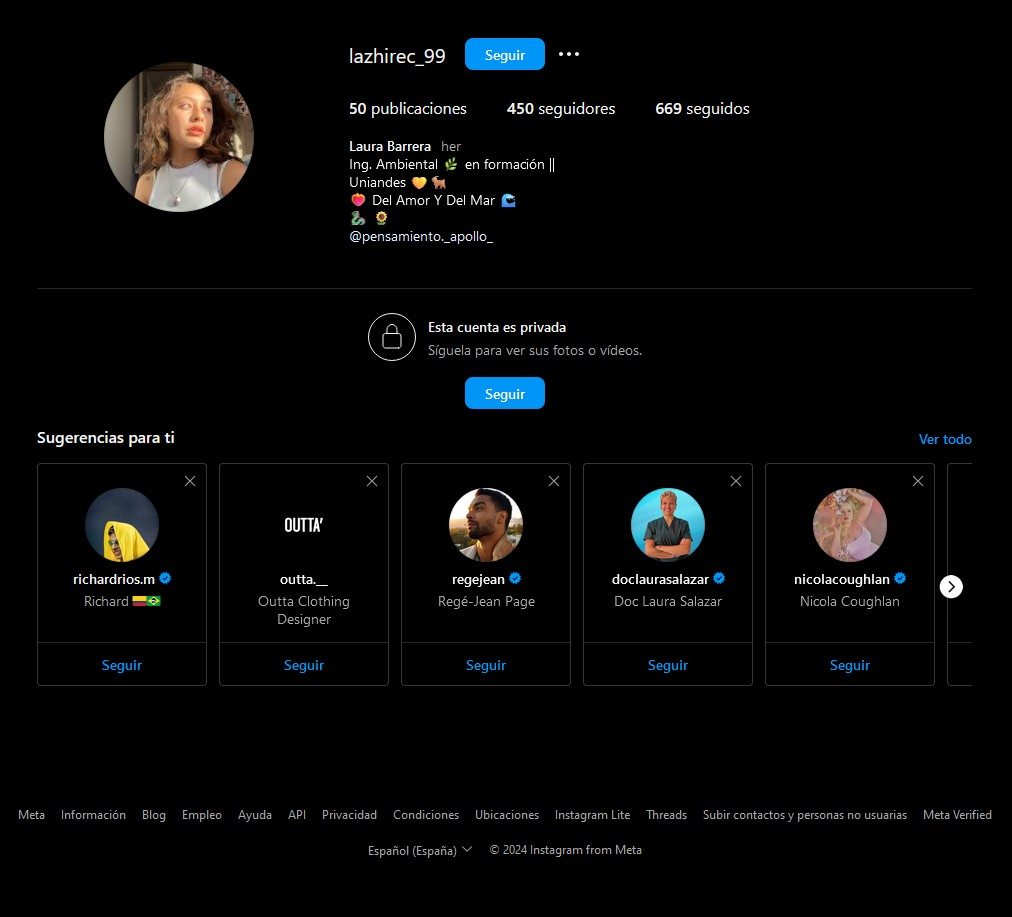 lazhirec_99 Seguir
50 publicaciones 450 seguidores 669 seguidos
Laura Barrera her
Ing. Ambiental 🌿 en formación ||
Uniandes 💛 🐐
❤️‍🔥 Del Amor Y Del Mar 🌊
🐍 🌻
@pensamiento._apollo_
Esta cuenta es privada
Síguela para ver sus fotos o vídeos.
Seguir
Sugerencias para ti Ver todo
richardrios.m
Richard 🇨🇴🇧🇷
Seguir
OUTTA'
outta.__
Outta Clothing
Designer
Seguir
regejean
Regé-Jean Page
Seguir
doclaurasalazar
Doc Laura Salazar
Seguir
nicolacoughlan
Nicola Coughlan
Seguir
Meta Información Blog Empleo Ayuda API Privacidad Condiciones Ubicaciones Instagram Lite Threads Subir contactos y personas no usuarias Meta Verified
Español (España) © 2024 Instagram from Meta